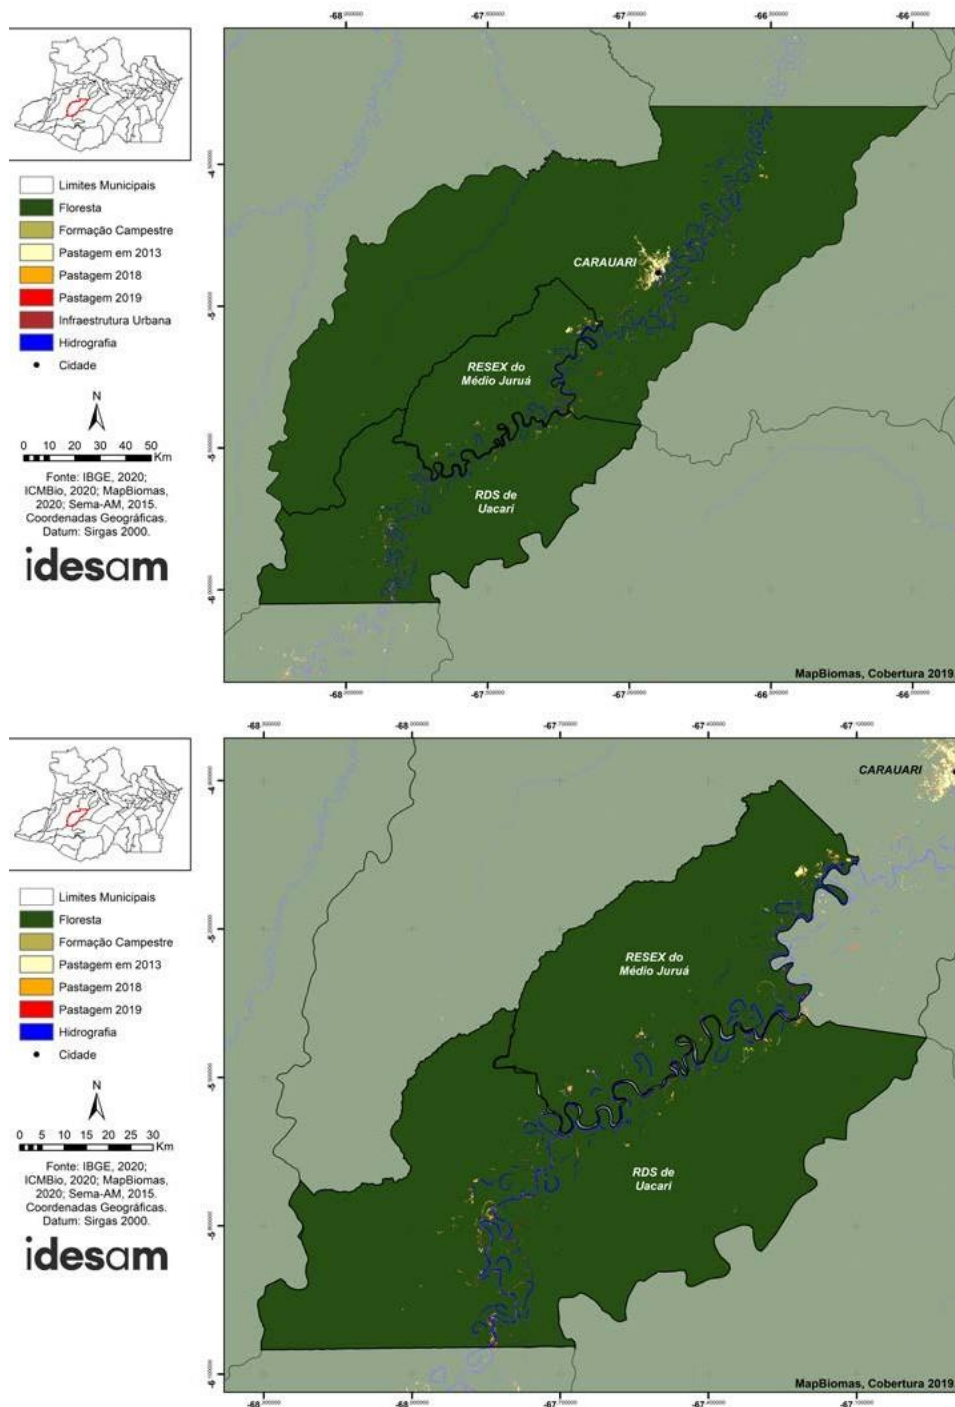 Limites Municipais
Floresta
Formação Campestre
Pastagem em 2013
Pastagem 2018
Pastagem 2019
Infraestrutura Urbana
Hidrografia
Cidade
N
0 10 20 30 40 50
Km
Fonte: IBGE, 2020;
ICMBio, 2020; MapBiomas,
2020; Sema-AM, 2015.
Coordenadas Geográficas.
Datum: Sirgas 2000.
idesam
CARAUARI
RESEX do
Médio Juruá
RDS de
Uacari
MapBiomas, Cobertura 2019
Limites Municipais
Floresta
Formação Campestre
Pastagem em 2013
Pastagem 2018
Pastagem 2019
Hidrografia
Cidade
N
0 5 10 15 20 25 30
Km
Fonte: IBGE, 2020;
ICMBio, 2020; MapBiomas,
2020; Sema-AM, 2015.
Coordenadas Geográficas.
Datum: Sirgas 2000.
idesam
CARAUARI
RESEX do
Médio Juruá
RDS de
Uacari
MapBiomas, Cobertura 2019